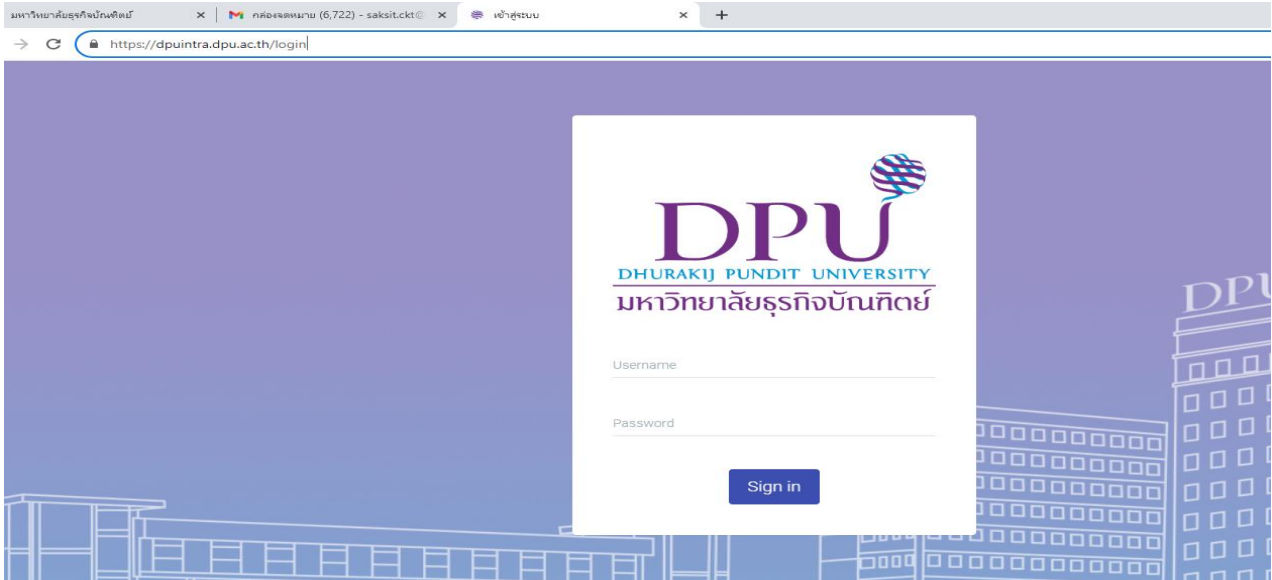 มหาวิทยาลัยธุรกิจบัณฑิตย์
กล่องจดหมาย (6,722) - saksit.ckt@
เข้าสู่ระบบ
https://dpuintra.dpu.ac.th/login
DPU
DHURAKIJ PUNDIT UNIVERSITY
มหาวิทยาลัยธุรกิจบัณฑิตย์
DPU
Username
Password
Sign in